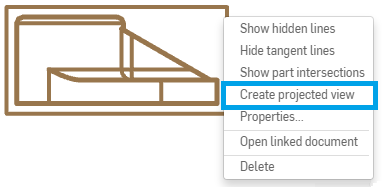 Show hidden lines
Hide tangent lines
Show part intersections
Create projected view
Properties...
Open linked document
Delete